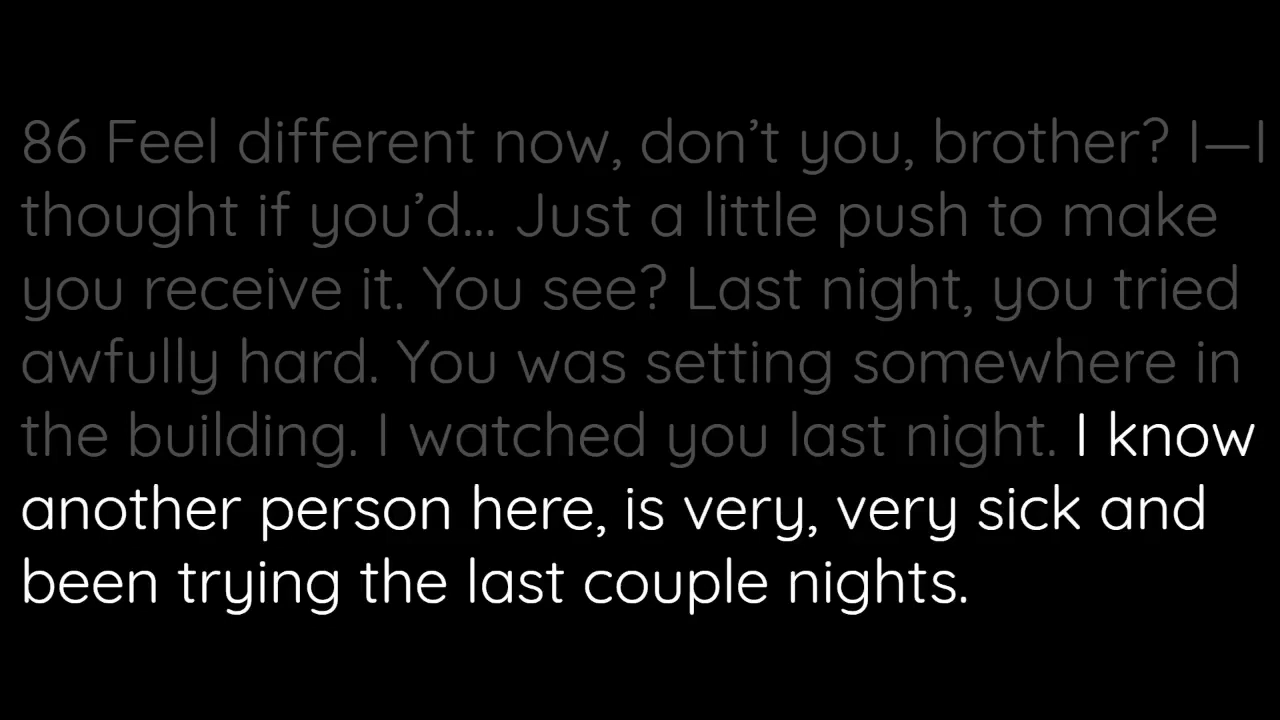 86 Feel different now, don’t you, brother? I—I
thought if you’d... Just a little push to make
you receive it. You see? Last night, you tried
awfully hard. You was setting somewhere in
the building. I watched you last night. I know
another person here, is very, very sick and
been trying the last couple nights.